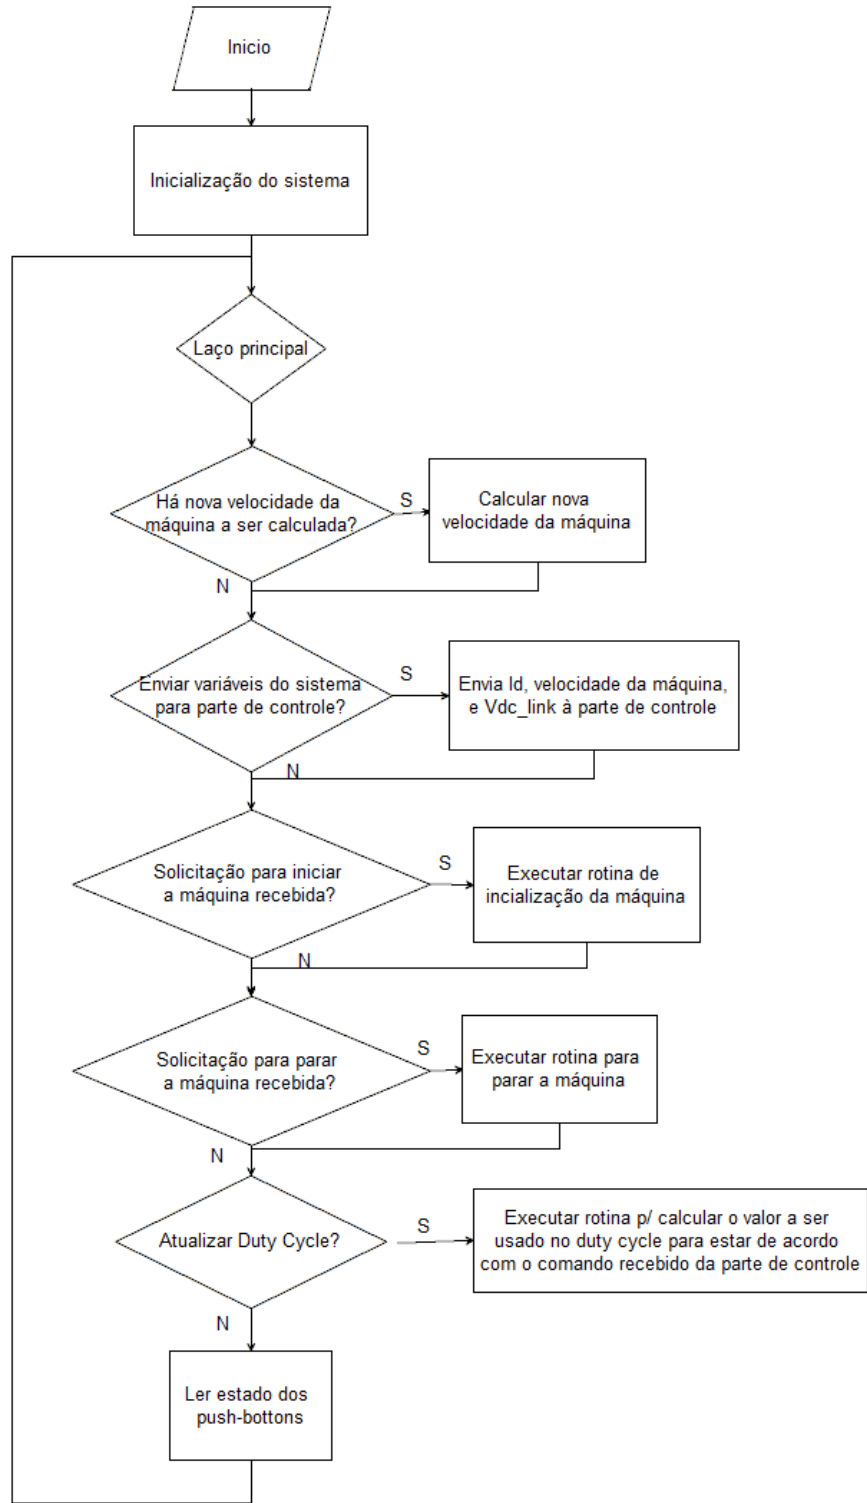 Inicio
Inicialização do sistema
Laço principal
Há nova velocidade da
máquina a ser calculada?
S
Calcular nova
velocidade da máquina
N
Enviar variáveis do sistema
para parte de controle?
S
Envia Id, velocidade da máquina,
e Vdc_link à parte de controle
N
Solicitação para iniciar
a máquina recebida?
S
Executar rotina de
incialização da máquina
N
Solicitação para parar
a máquina recebida?
S
Executar rotina para
parar a máquina
N
Atualizar Duty Cycle?
S
Executar rotina p/ calcular o valor a ser
usado no duty cycle para estar de acordo
com o comando recebido da parte de controle
N
Ler estado dos
push-bottons